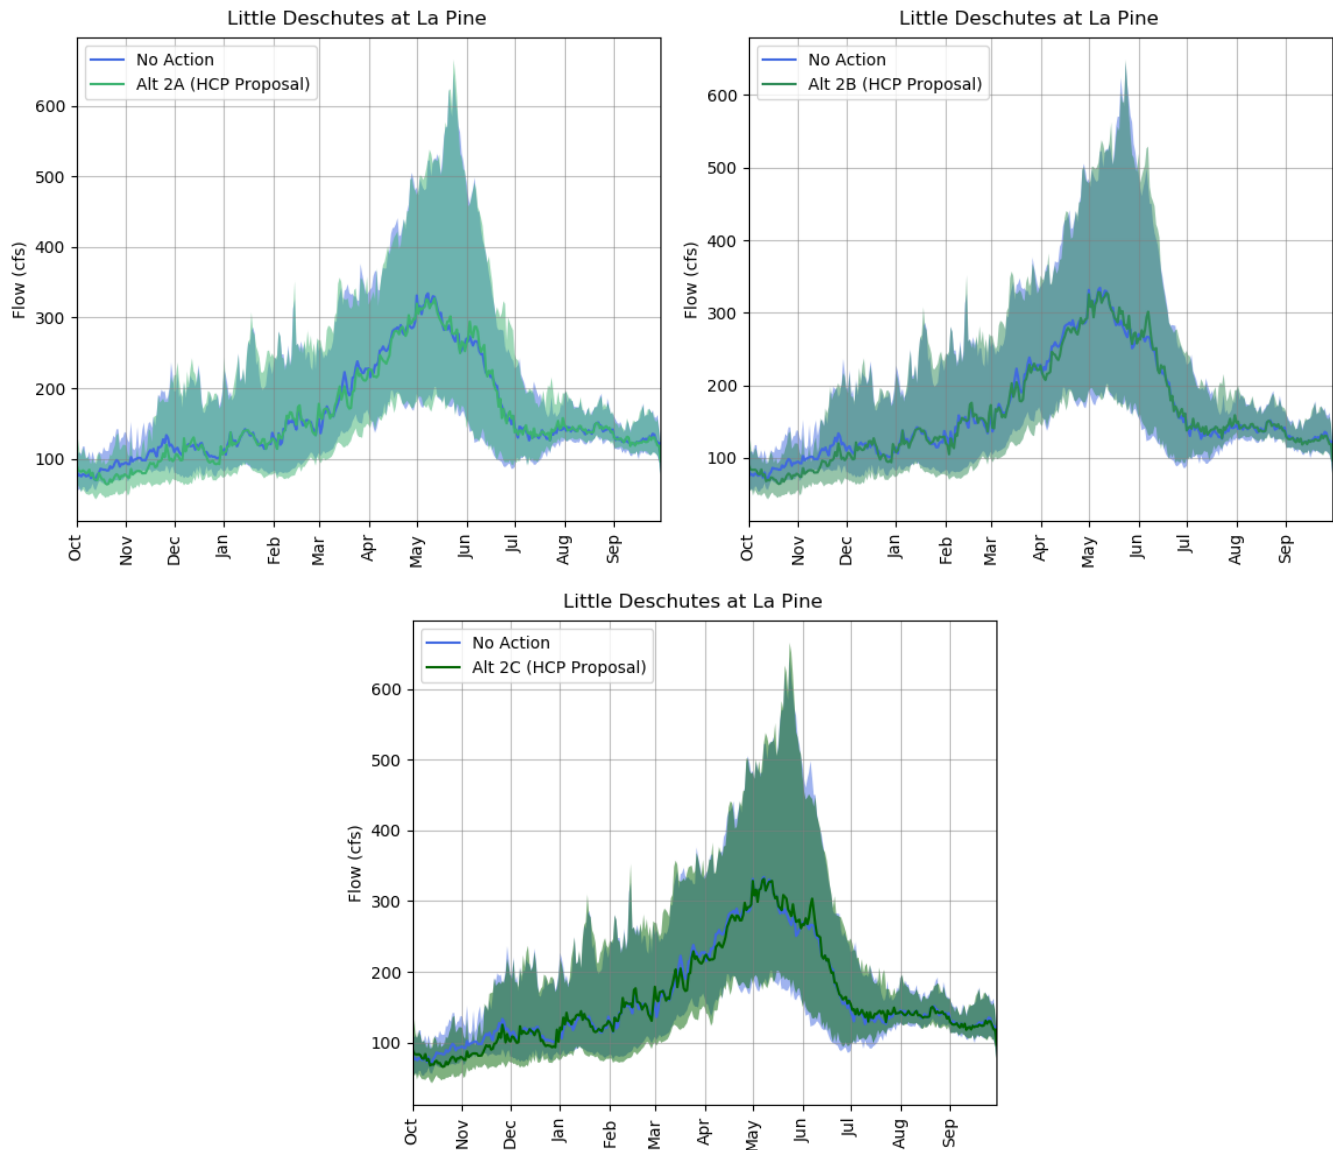 Little Deschutes at La Pine
No Action
Alt 2A (HCP Proposal)
Flow (cfs)
600
500
400
300
200
100
Oct
Nov
Dec
Jan
Feb
Mar
Apr
May
Jun
Jul
Aug
Sep
Little Deschutes at La Pine
No Action
Alt 2B (HCP Proposal)
Flow (cfs)
600
500
400
300
200
100
Oct
Nov
Dec
Jan
Feb
Mar
Apr
May
Jun
Jul
Aug
Sep
Little Deschutes at La Pine
No Action
Alt 2C (HCP Proposal)
Flow (cfs)
600
500
400
300
200
100
Oct
Nov
Dec
Jan
Feb
Mar
Apr
May
Jun
Jul
Aug
Sep